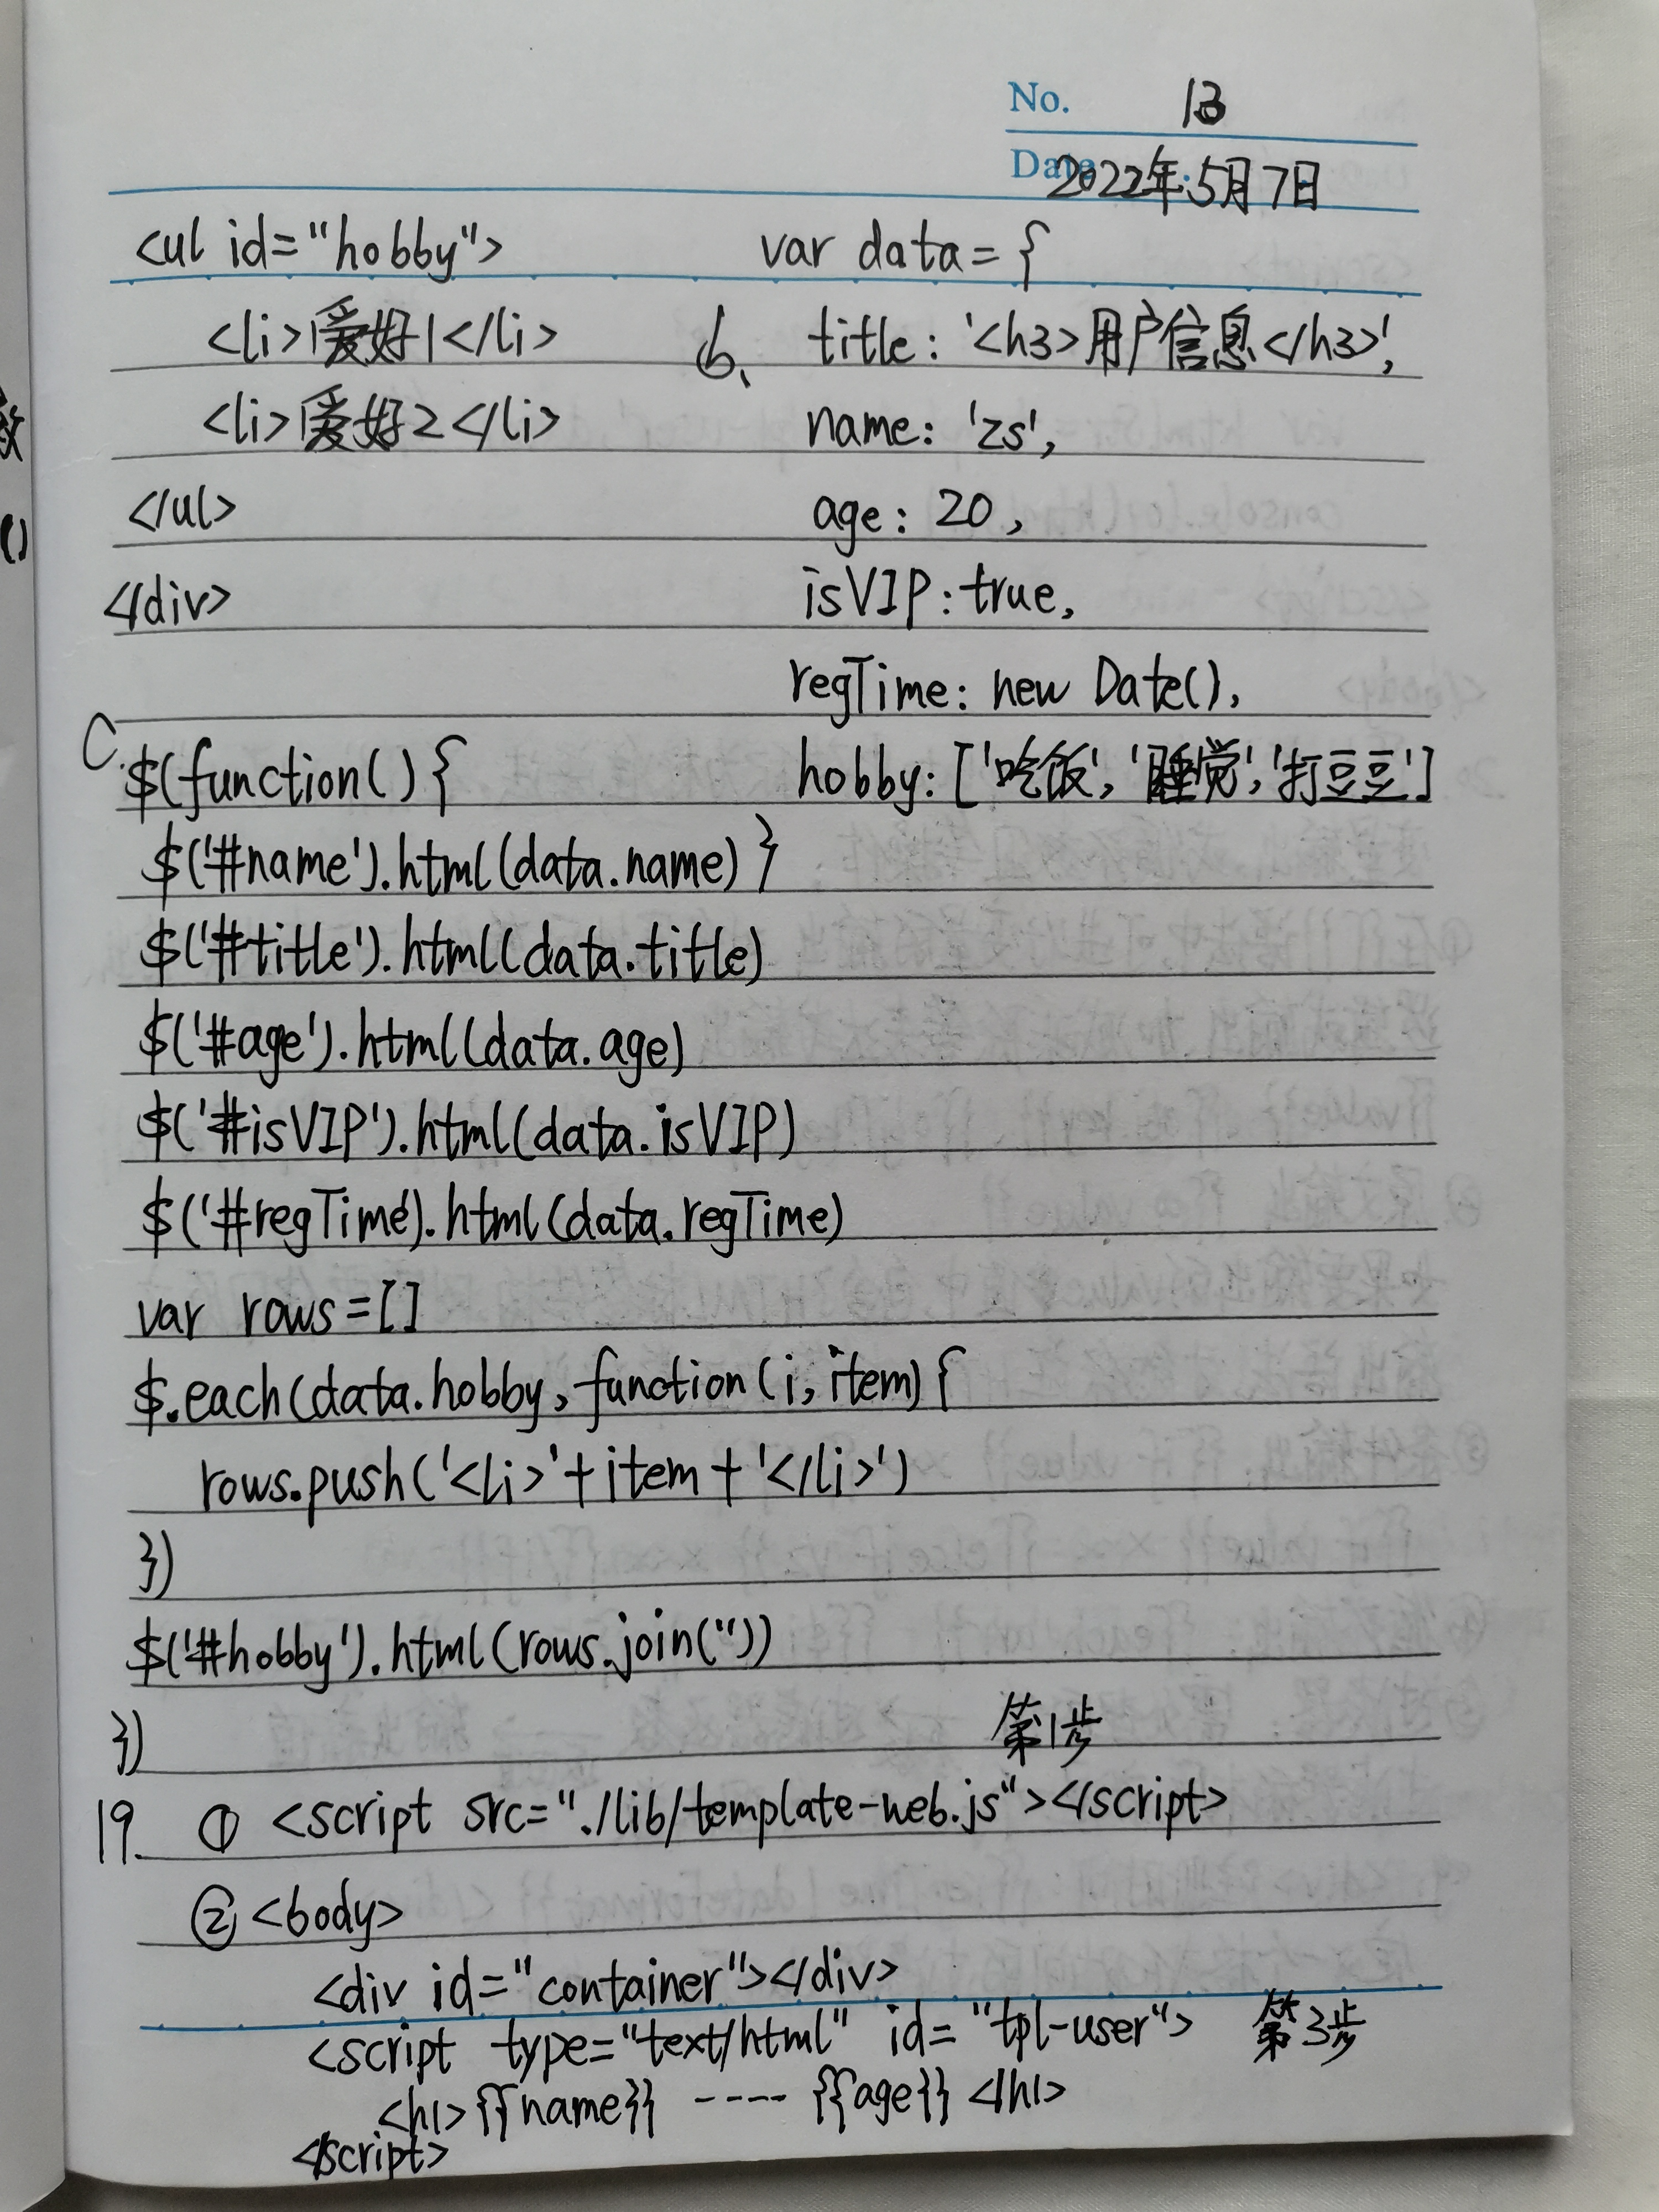 No. 13
Date 2022年5月7日
<ul id="hobby">
<li>爱好1</li>
<li>爱好2</li>
</ul>
</div>
b、
var data={
title: '<h3>用户信息</h3>',
name: 'zs',
age: 20,
isVIP: true,
regTime: new Date(),
hobby: ['吃饭', '睡觉', '打豆豆']
}
C. $(function(){
$('#name').html(data.name)
$('#title').html(data.title)
$('#age').html(data.age)
$('#isVIP').html(data.isVIP)
$('#regTime').html(data.regTime)
var rows=[]
$.each(data.hobby, function(i, item){
rows.push('<li>'+item+'</li>')
})
$('#hobby').html(rows.join(''))
})
第1步
19. ① <script src="./lib/template-web.js"></script>
② <body>
<div id="container"></div>
<script type="text/html" id="tpl-user"> 第3步
<h1>{{name}} ---- {{age}}</h1>
</script>